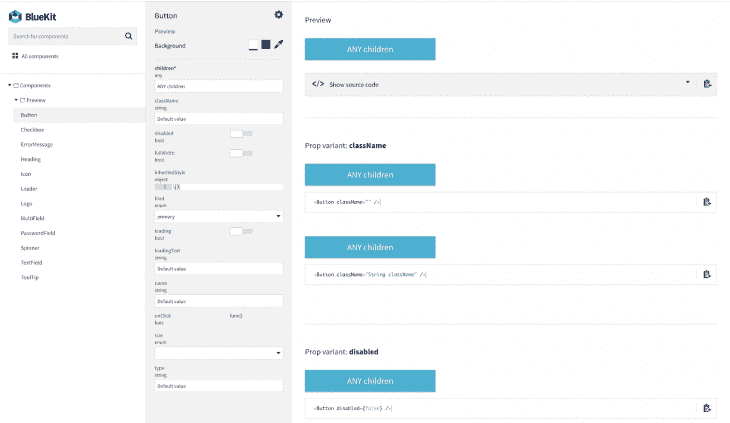 BlueKit
Search for components
All components
Components
Preview
Button
Checkbox
ErrorMessage
Heading
Icon
Loader
Logo
MultiField
PasswordField
Spinner
TextField
ToolTip
Button
Preview
Background
children*
any
ANY children
className
string
Default value
disabled
bool
fullWidth
bool
inheritedStyle
object
1 {}
kind
enum
primary
loading
bool
loadingText
string
Default value
name
string
Default value
onClick func()
func
size
enum
type
string
Default value
Preview
ANY children
</> Show source code
Prop variant: className
ANY children
<Button className="" />
ANY children
<Button className="String className" />
Prop variant: disabled
ANY children
<Button disabled={false} />